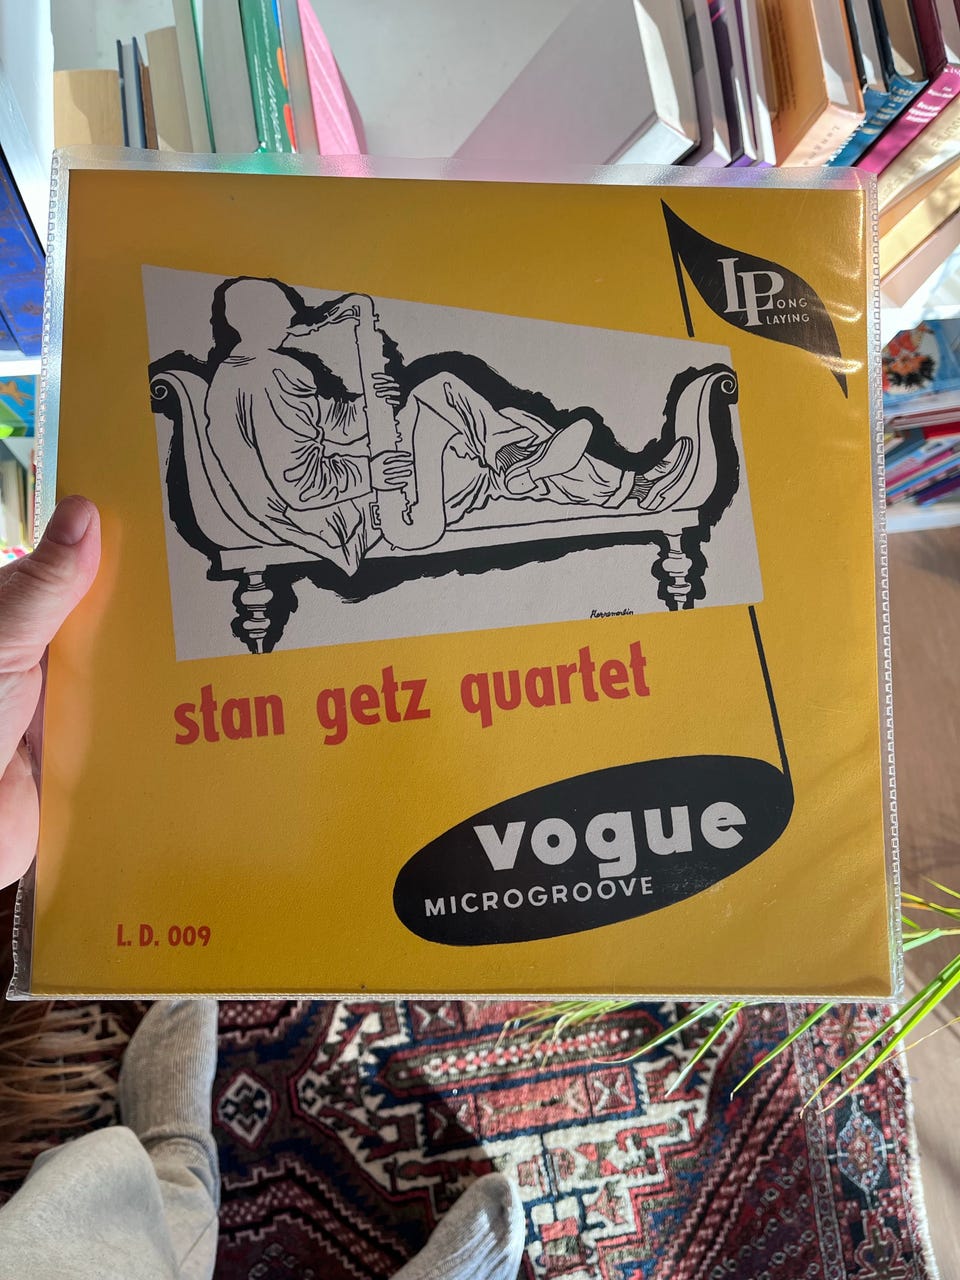 LP
ONG
LAYING
stan getz quartet
vogue
MICROGROOVE
L. D. 009